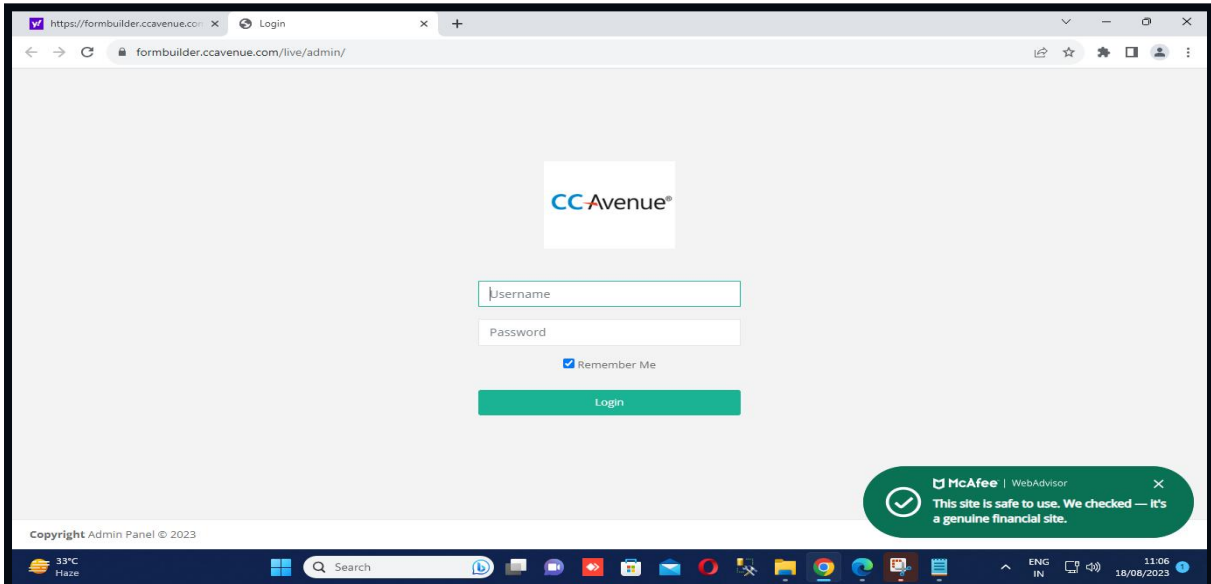 https://formbuilder.ccavenue.con
Login
formbuilder.ccavenue.com/live/admin/
CCAvenue®
Username
Password
Remember Me
Login
McAfee | WebAdvisor
This site is safe to use. We checked — it's
a genuine financial site.
Copyright Admin Panel © 2023
33°C
Haze
Search
ENG
IN
11:06
18/08/2023
1